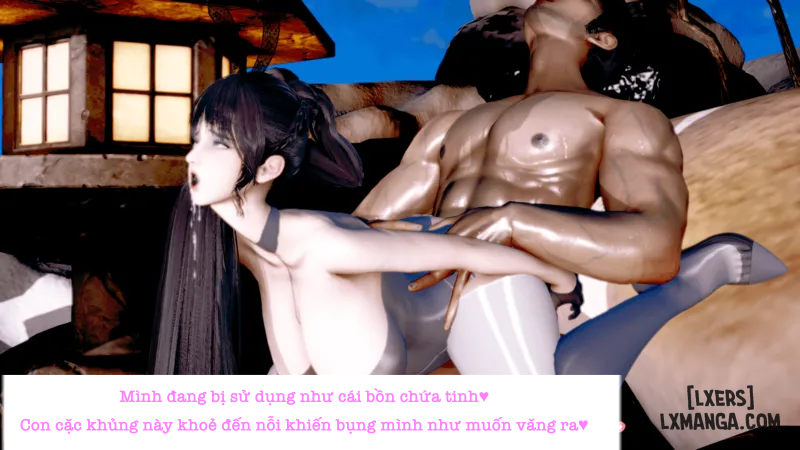 Mình đang bị sử dụng như cái bồn chứa tinh♥
Con cặc khủng này khoẻ đến nỗi khiến bụng mình như muốn văng ra♥
[LXERS]
LXMANGA.COM